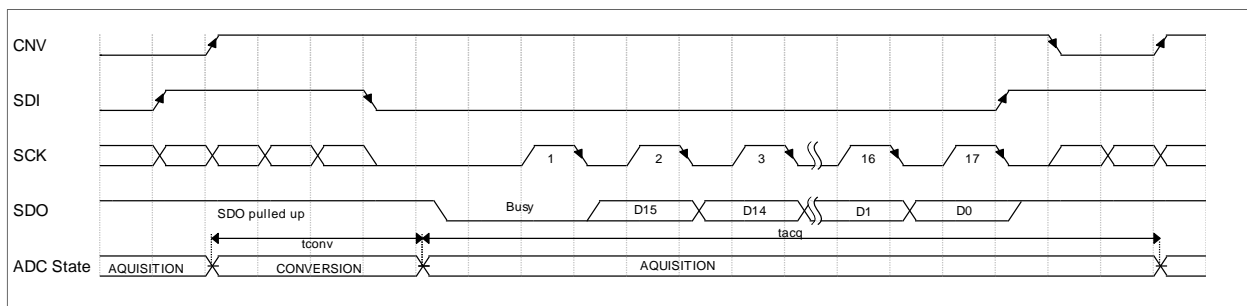 CNV
SDI
SCK 1 2 3 16 17
SDO SDO pulled up Busy D15 D14 D1 D0
tconv tacq
ADC State AQUISITION CONVERSION AQUISITION